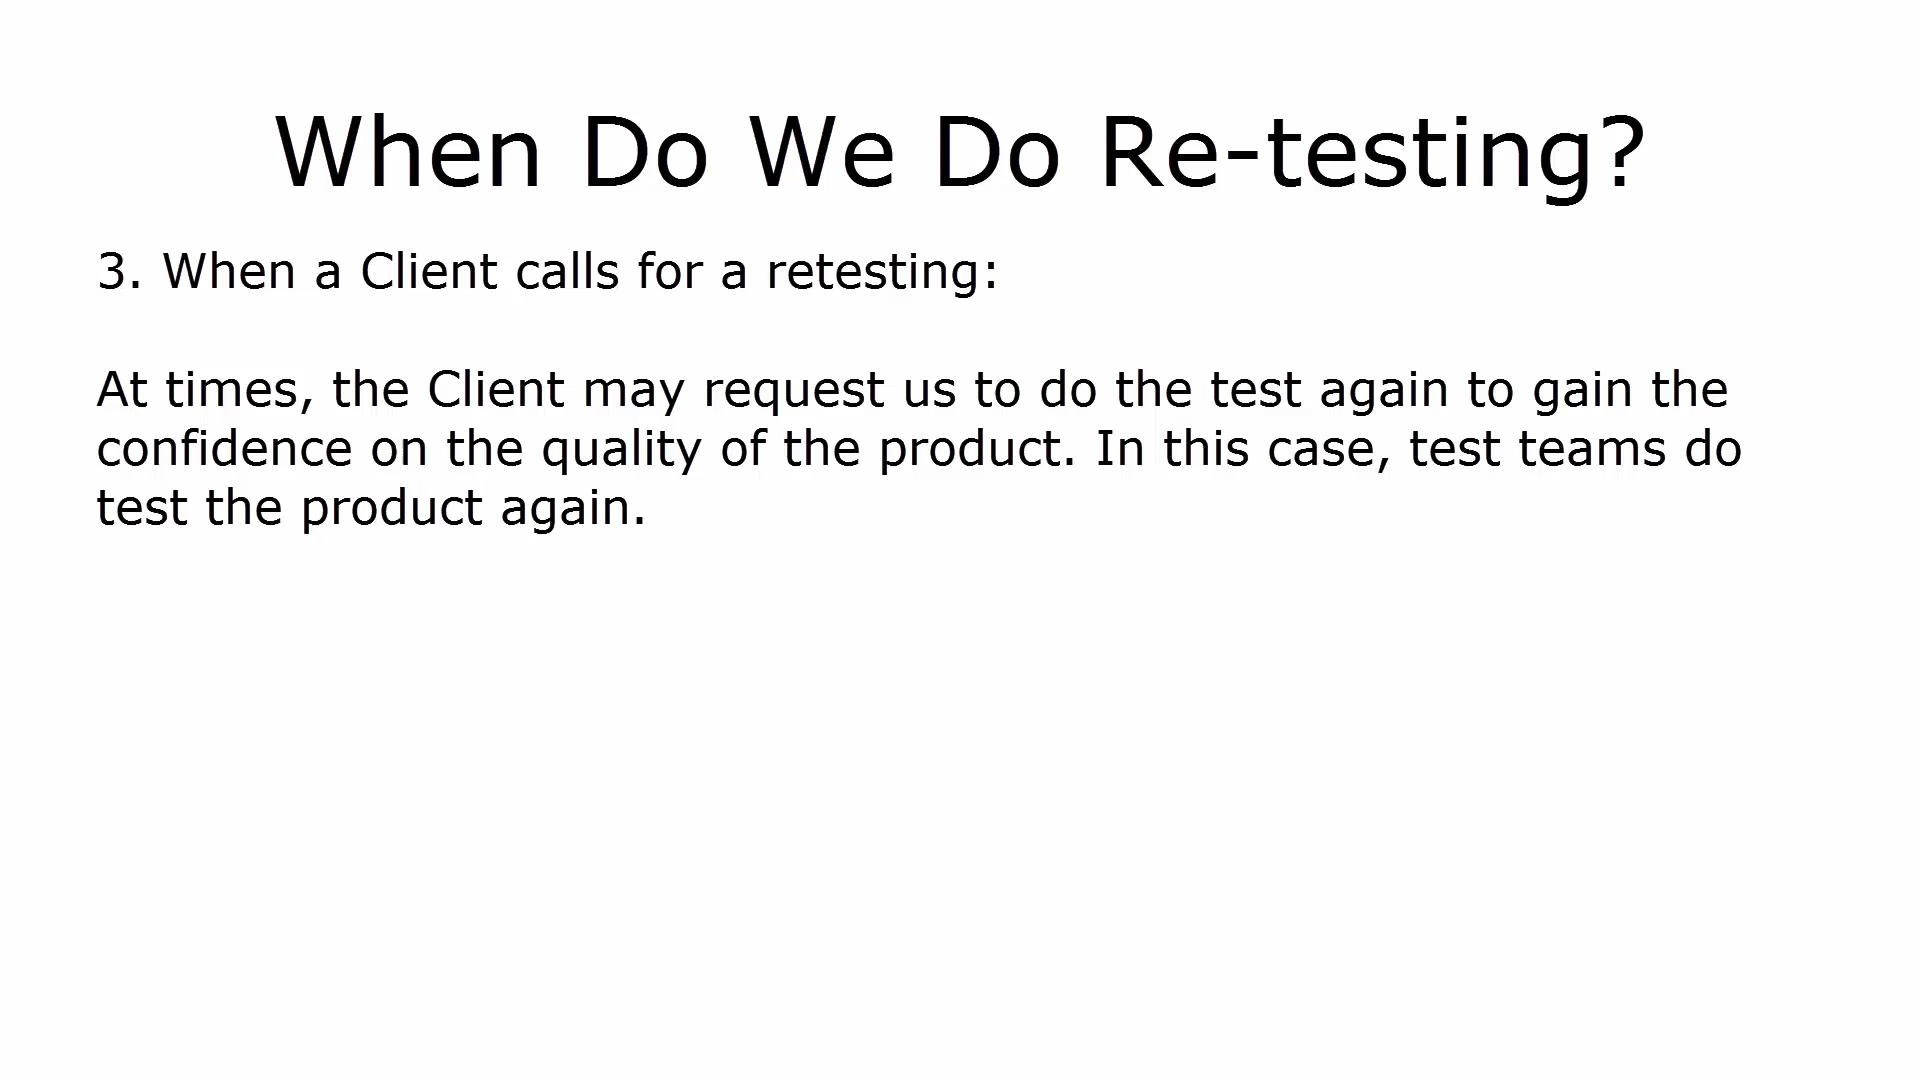 When Do We Do Re-testing?
3. When a Client calls for a retesting:
At times, the Client may request us to do the test again to gain the
confidence on the quality of the product. In this case, test teams do
test the product again.